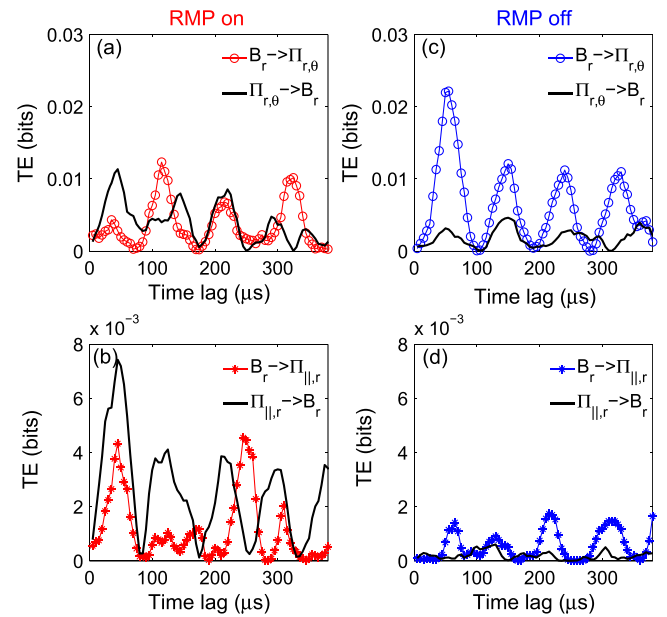 RMP on
RMP off
0.03
(a)
B_r−>Π_{r,θ}
Π_{r,θ}−>B_r
0.02
0.01
0
TE (bits)
0 100 200 300
Time lag (μs)
0.03
(c)
B_r−>Π_{r,θ}
Π_{r,θ}−>B_r
0.02
0.01
0
TE (bits)
0 100 200 300
Time lag (μs)
x 10^{−3}
8
(b)
B_r−>Π_{||,r}
Π_{||,r}−>B_r
6
4
2
0
TE (bits)
0 100 200 300
Time lag (μs)
x 10^{−3}
8
(d)
B_r−>Π_{||,r}
Π_{||,r}−>B_r
6
4
2
0
TE (bits)
0 100 200 300
Time lag (μs)